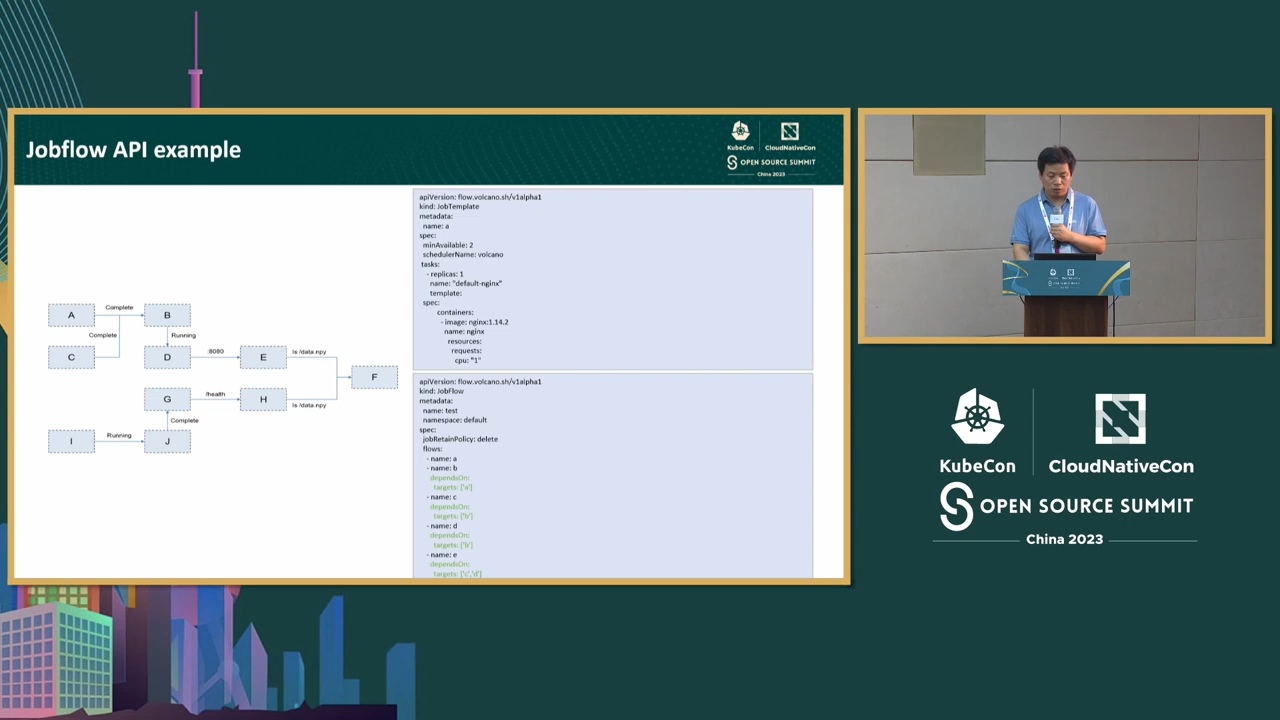 Jobflow API example
KubeCon
CloudNativeCon
OPEN SOURCE SUMMIT
China 2023
A
Complete
B
Complete
Running
C
D
:8080
E
ls /data.npy
F
G
/health
H
ls /data.npy
Complete
I
Running
J
apiVersion: flow.volcano.sh/v1alpha1
kind: JobTemplate
metadata:
name: a
spec:
minAvailable: 2
schedulerName: volcano
tasks:
- replicas: 1
name: "default-nginx"
template:
spec:
containers:
- image: nginx:1.14.2
name: nginx
resources:
requests:
cpu: "1"
apiVersion: flow.volcano.sh/v1alpha1
kind: JobFlow
metadata:
name: test
namespace: default
spec:
jobRetainPolicy: delete
flows:
- name: a
- name: b
dependsOn:
targets: ['a']
- name: c
dependsOn:
targets: ['b']
- name: d
dependsOn:
targets: ['b']
- name: e
dependsOn:
targets: ['c','d']
KubeCon
CloudNativeCon
OPEN SOURCE SUMMIT
China 2023